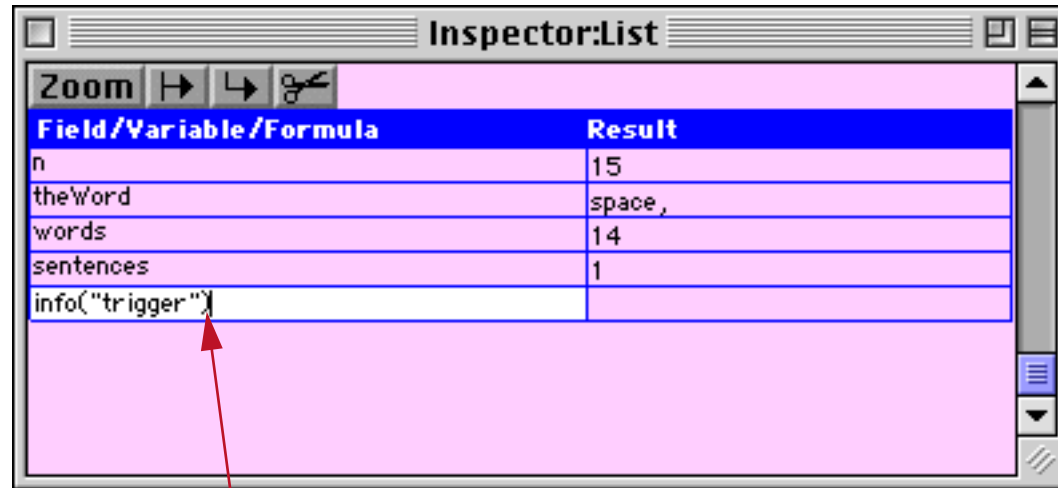 Inspector:List
Zoom
Field/Variable/Formula Result
n 15
theWord space,
words 14
sentences 1
info("trigger")